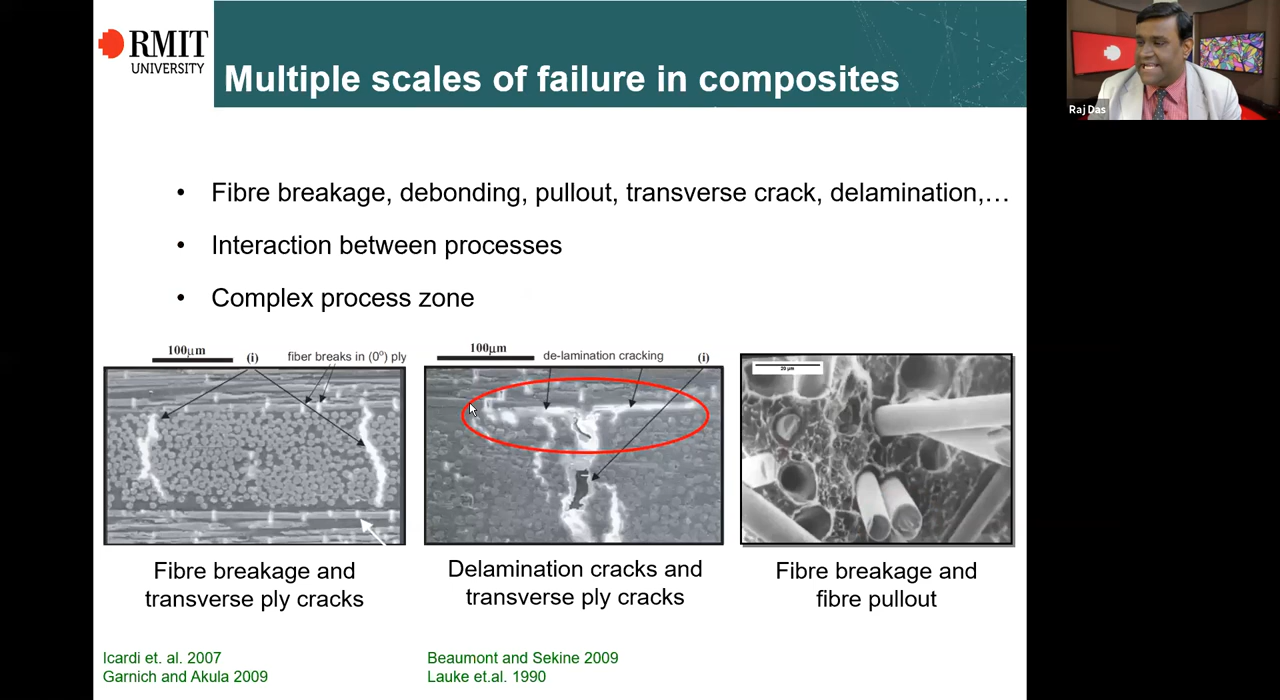 RMIT
UNIVERSITY
Multiple scales of failure in composites
Raj Das
• Fibre breakage, debonding, pullout, transverse crack, delamination,…
• Interaction between processes
• Complex process zone
100µm
(i)
fiber breaks in (0°) ply
100µm
de-lamination cracking
(i)
20 µm
Fibre breakage and
transverse ply cracks
Delamination cracks and
transverse ply cracks
Fibre breakage and
fibre pullout
Icardi et. al. 2007
Garnich and Akula 2009
Beaumont and Sekine 2009
Lauke et.al. 1990